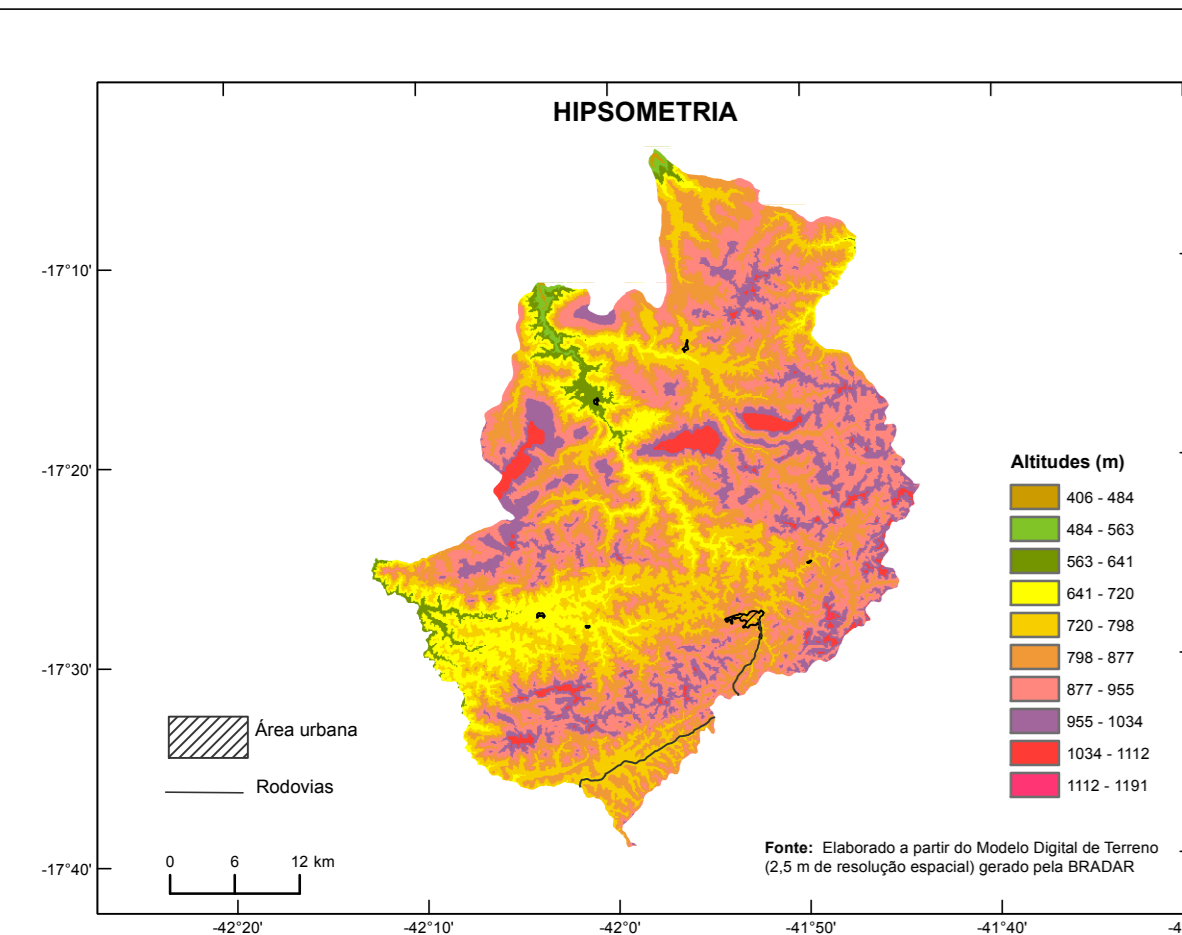 HIPSOMETRIA
-17°10'
-17°20'
-17°30'
-17°40'
Altitudes (m)
406 - 484
484 - 563
563 - 641
641 - 720
720 - 798
798 - 877
877 - 955
955 - 1034
1034 - 1112
1112 - 1191
Área urbana
Rodovias
0 6 12 km
Fonte: Elaborado a partir do Modelo Digital de Terreno
(2,5 m de resolução espacial) gerado pela BRADAR
-42°20' -42°10' -42°0' -41°50' -41°40'